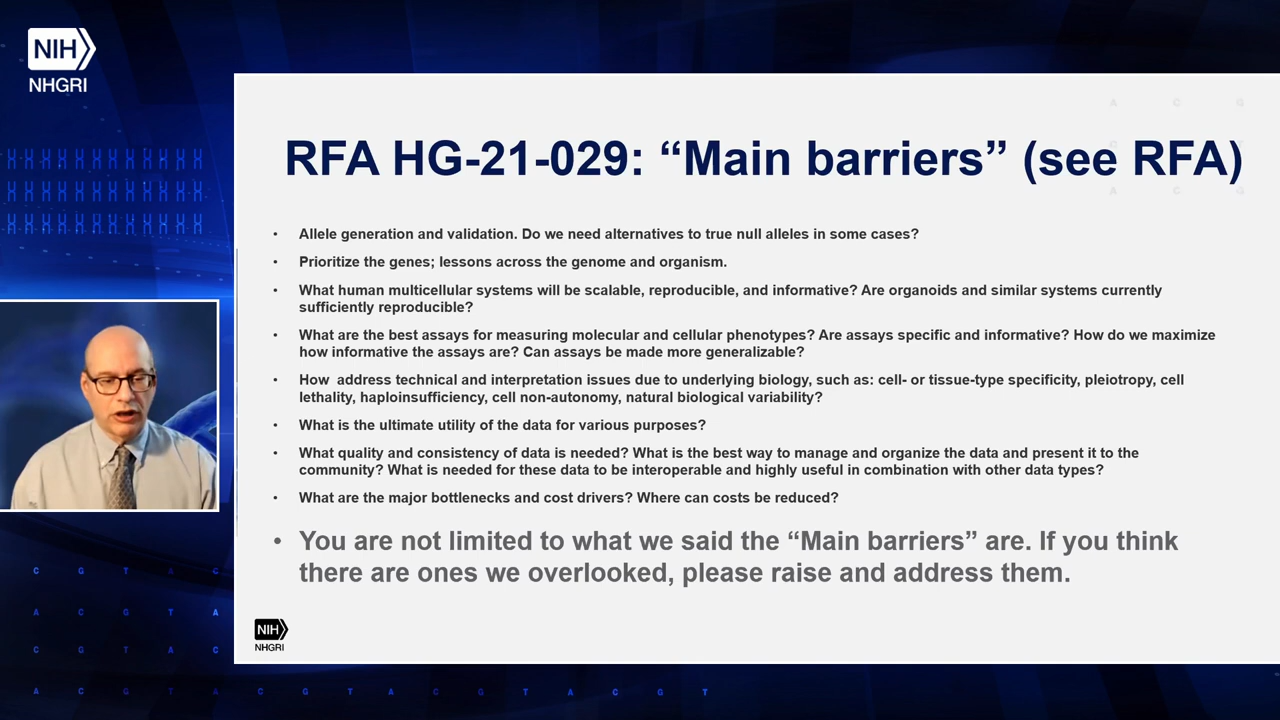 NIH
NHGRI
A C G
RFA HG-21-029: “Main barriers” (see RFA)
C G
A C G
• Allele generation and validation. Do we need alternatives to true null alleles in some cases?
• Prioritize the genes; lessons across the genome and organism.
• What human multicellular systems will be scalable, reproducible, and informative? Are organoids and similar systems currently
sufficiently reproducible?
• What are the best assays for measuring molecular and cellular phenotypes? Are assays specific and informative? How do we maximize
how informative the assays are? Can assays be made more generalizable?
• How address technical and interpretation issues due to underlying biology, such as: cell- or tissue-type specificity, pleiotropy, cell
lethality, haploinsufficiency, cell non-autonomy, natural biological variability?
• What is the ultimate utility of the data for various purposes?
• What quality and consistency of data is needed? What is the best way to manage and organize the data and present it to the
community? What is needed for these data to be interoperable and highly useful in combination with other data types?
• What are the major bottlenecks and cost drivers? Where can costs be reduced?
• You are not limited to what we said the “Main barriers” are. If you think
there are ones we overlooked, please raise and address them.
NIH
NHGRI
C G T A C
A C G T A
C G T A C
A C G T A C G T A C G T A C G T